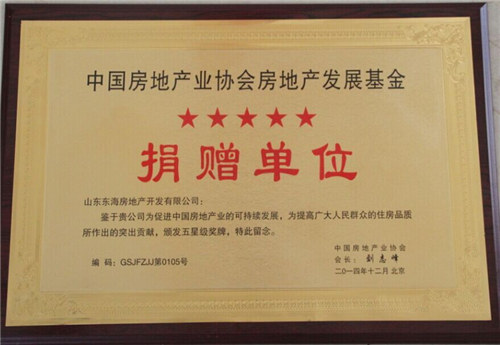 中国房地产业协会房地产发展基金
★★★★★
捐赠单位
山东东海房地产开发有限公司：
鉴于贵公司为促进中国房地产业的可持续发展，为提高广大人民群众的住房品质
所作出的突出贡献，颁发五星级奖牌，特此留念。
中国房地产业协会
会长：刘志峰
编 码：GSJFZJJ第0105号
二〇一四年十二月 北京